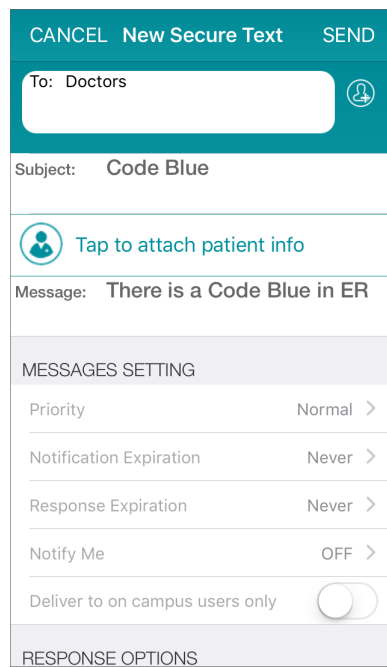 CANCEL New Secure Text SEND
To: Doctors
Subject: Code Blue
Tap to attach patient info
Message: There is a Code Blue in ER
MESSAGES SETTING
Priority Normal
Notification Expiration Never
Response Expiration Never
Notify Me OFF
Deliver to on campus users only
RESPONSE OPTIONS